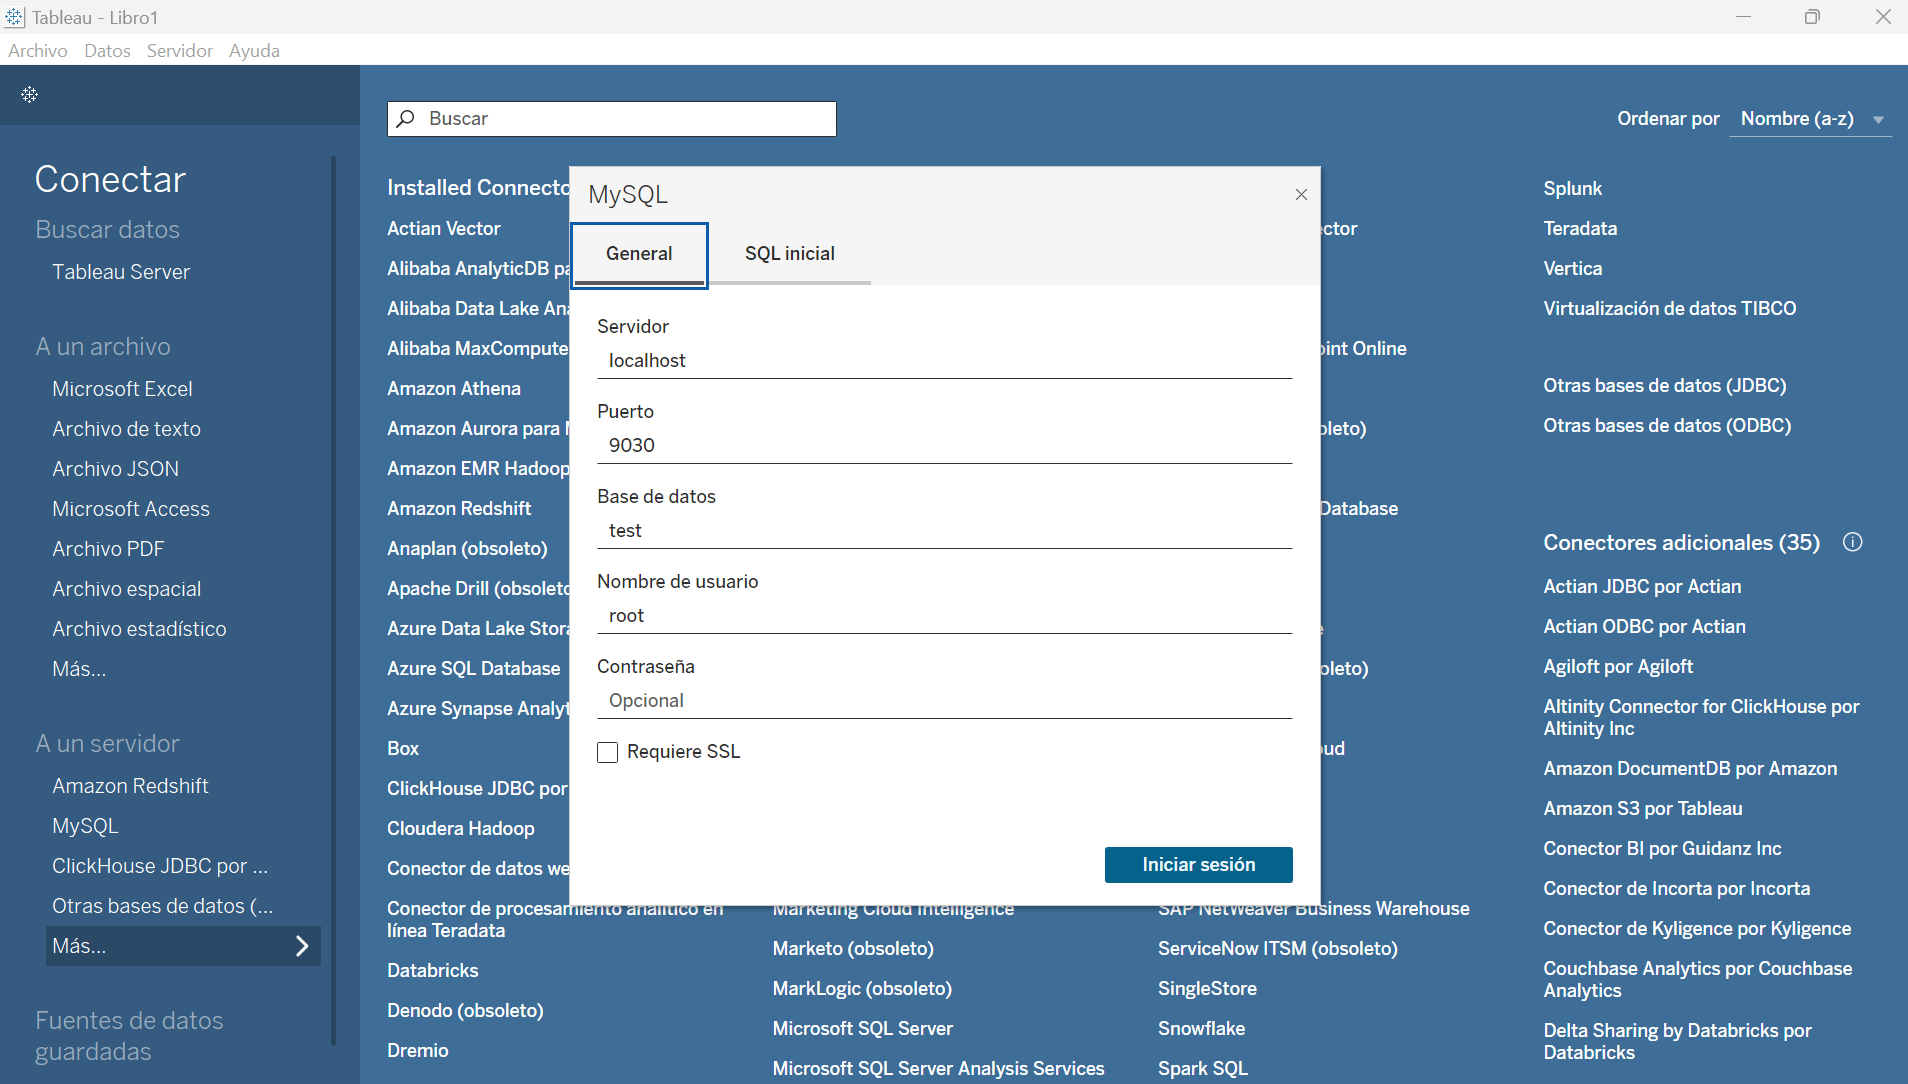 Tableau - Libro1
Archivo Datos Servidor Ayuda
Conectar
Buscar datos
Tableau Server
A un archivo
Microsoft Excel
Archivo de texto
Archivo JSON
Microsoft Access
Archivo PDF
Archivo espacial
Archivo estadístico
Más...
A un servidor
Amazon Redshift
MySQL
ClickHouse JDBC por ...
Otras bases de datos (...
Más...
Fuentes de datos
guardadas
Buscar
Ordenar por Nombre (a-z)
Installed Connecto
Actian Vector
Alibaba AnalyticDB pa
Alibaba Data Lake Ana
Alibaba MaxCompute
Amazon Athena
Amazon Aurora para
Amazon EMR Hadoop
Amazon Redshift
Anaplan (obsoleto)
Apache Drill (obsoleto
Azure Data Lake Stora
Azure SQL Database
Azure Synapse Analyt
Box
ClickHouse JDBC por
Cloudera Hadoop
Conector de datos we
Conector de procesamiento analítico en
línea Teradata
Databricks
Denodo (obsoleto)
Dremio
MySQL
General
SQL inicial
Servidor
localhost
Puerto
9030
Base de datos
test
Nombre de usuario
root
Contraseña
Opcional
Requiere SSL
Iniciar sesión
Marketing Cloud Intelligence
Marketo (obsoleto)
MarkLogic (obsoleto)
Microsoft SQL Server
Microsoft SQL Server Analysis Services
ector
oint Online
oleto)
Database
oleto)
oud
SAP NetWeaver Business Warehouse
ServiceNow ITSM (obsoleto)
SingleStore
Snowflake
Spark SQL
Splunk
Teradata
Vertica
Virtualización de datos TIBCO
Otras bases de datos (JDBC)
Otras bases de datos (ODBC)
Conectores adicionales (35)
Actian JDBC por Actian
Actian ODBC por Actian
Agiloft por Agiloft
Altinity Connector for ClickHouse por
Altinity Inc
Amazon DocumentDB por Amazon
Amazon S3 por Tableau
Conector BI por Guidanz Inc
Conector de Incorta por Incorta
Conector de Kyligence por Kyligence
Couchbase Analytics por Couchbase
Analytics
Delta Sharing by Databricks por
Databricks